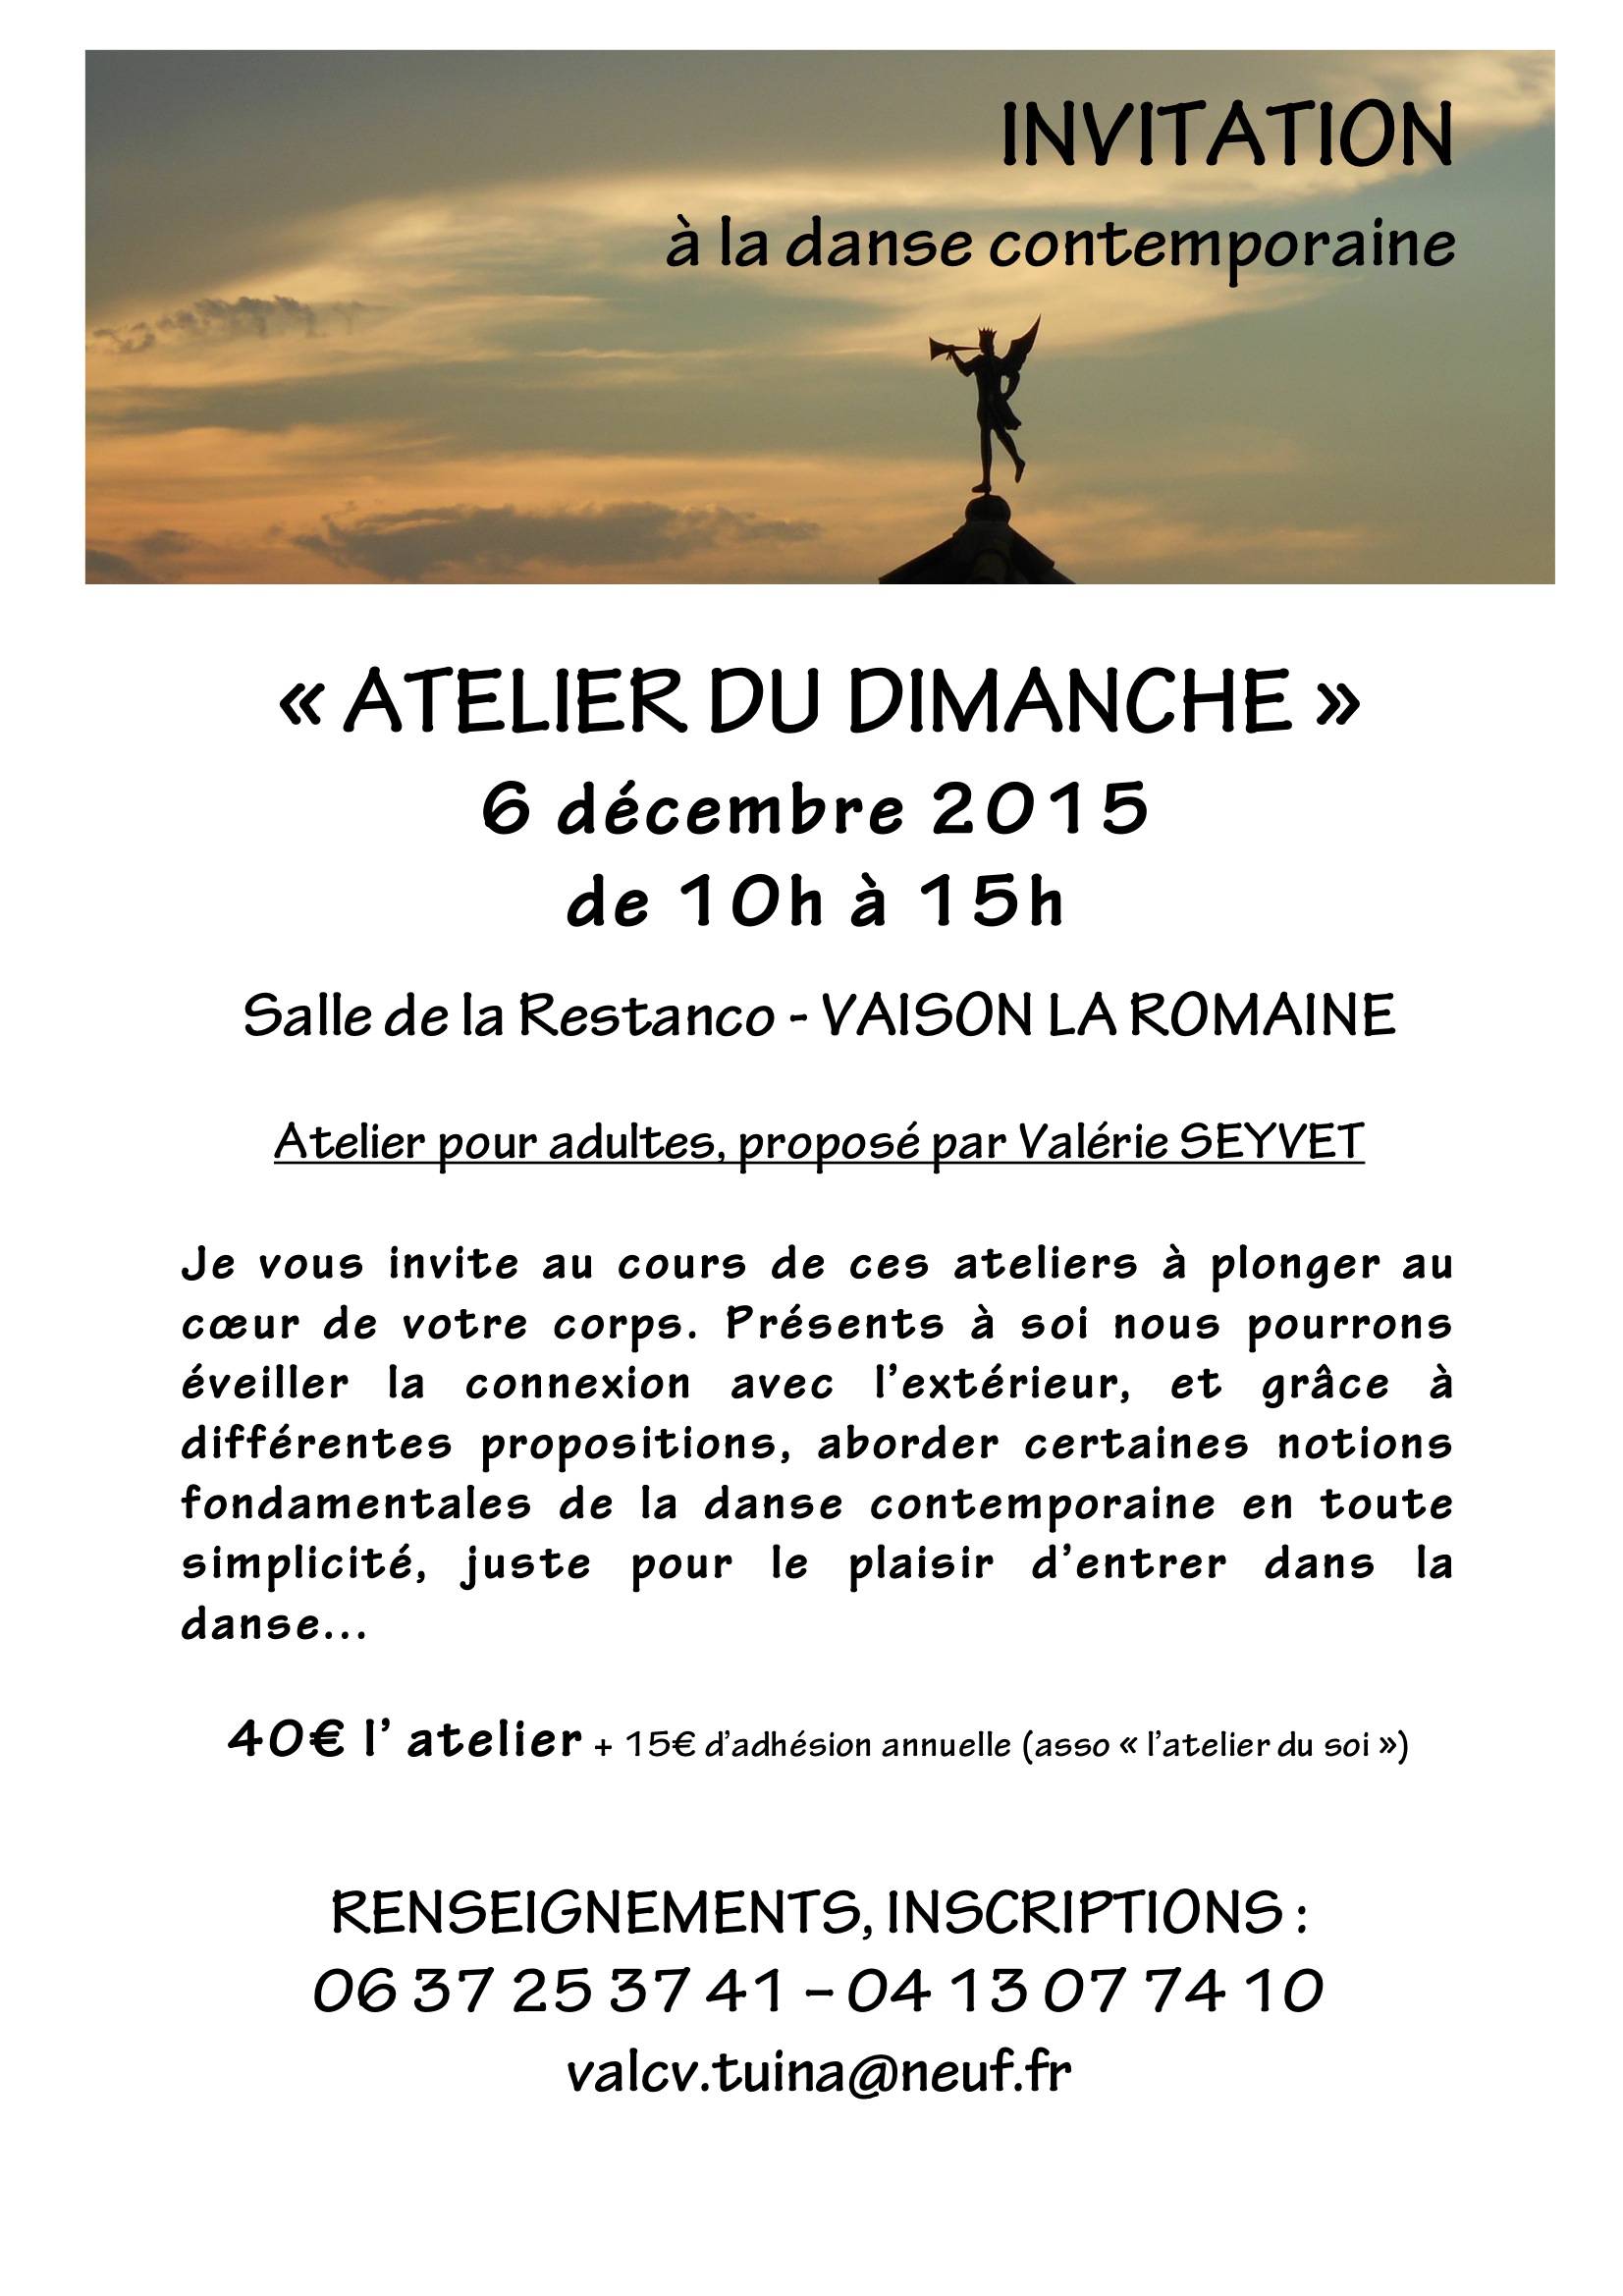 INVITATION
à la danse contemporaine
« ATELIER DU DIMANCHE »
6 décembre 2015
de 10h à 15h
Salle de la Restanco - VAISON LA ROMAINE
Atelier pour adultes, proposé par Valérie SEYVET
Je vous invite au cours de ces ateliers à plonger au
cœur de votre corps. Présents à soi nous pourrons
éveiller la connexion avec l’extérieur, et grâce à
différentes propositions, aborder certaines notions
fondamentales de la danse contemporaine en toute
simplicité, juste pour le plaisir d’entrer dans la
danse…
40€ l’ atelier + 15€ d’adhésion annuelle (asso « l’atelier du soi »)
RENSEIGNEMENTS, INSCRIPTIONS :
06 37 25 37 41 – 04 13 07 74 10
valcv.tuina@neuf.fr